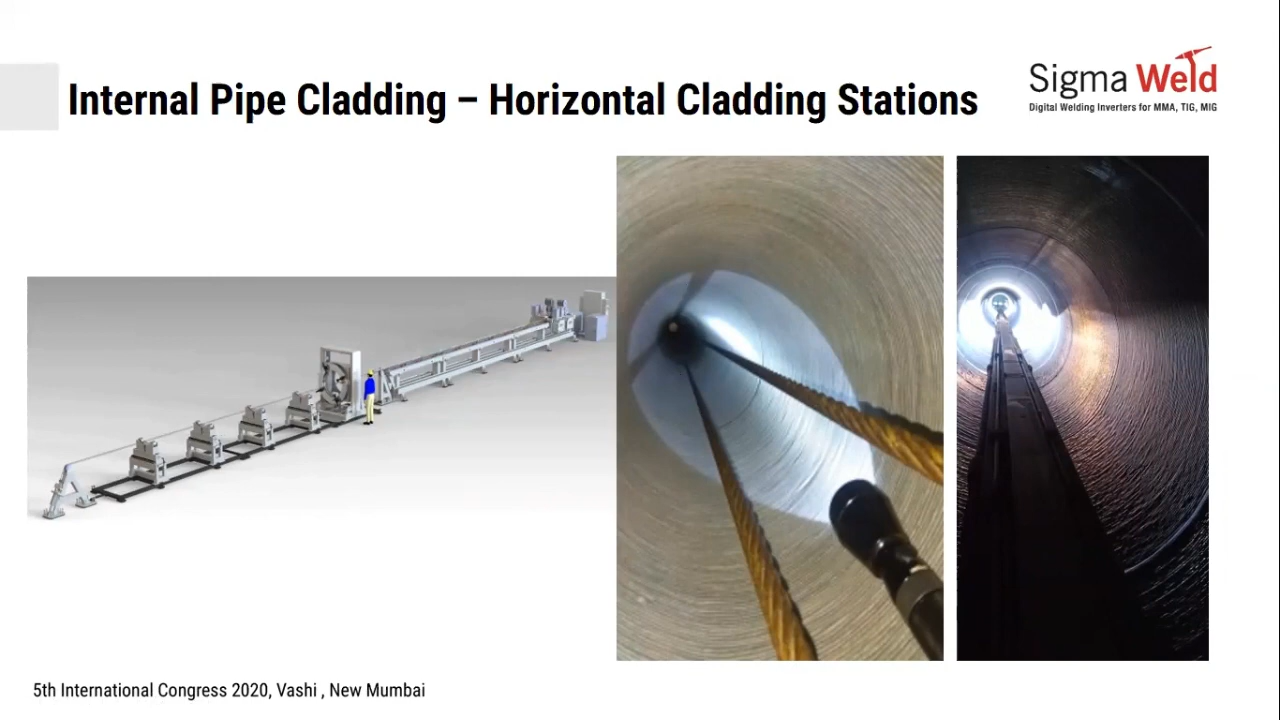 Internal Pipe Cladding – Horizontal Cladding Stations
Sigma Weld
Digital Welding Inverters for MMA, TIG, MIG
5th International Congress 2020, Vashi , New Mumbai